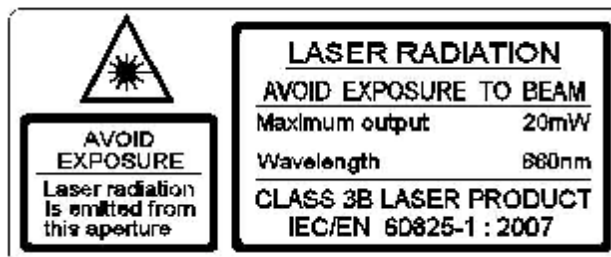 AVOID
EXPOSURE
Laser radiation
is emitted from
this aperture
LASER RADIATION
AVOID EXPOSURE TO BEAM
Maximum output 20mW
Wavelength 660nm
CLASS 3B LASER PRODUCT
IEC/EN 60825-1 : 2007